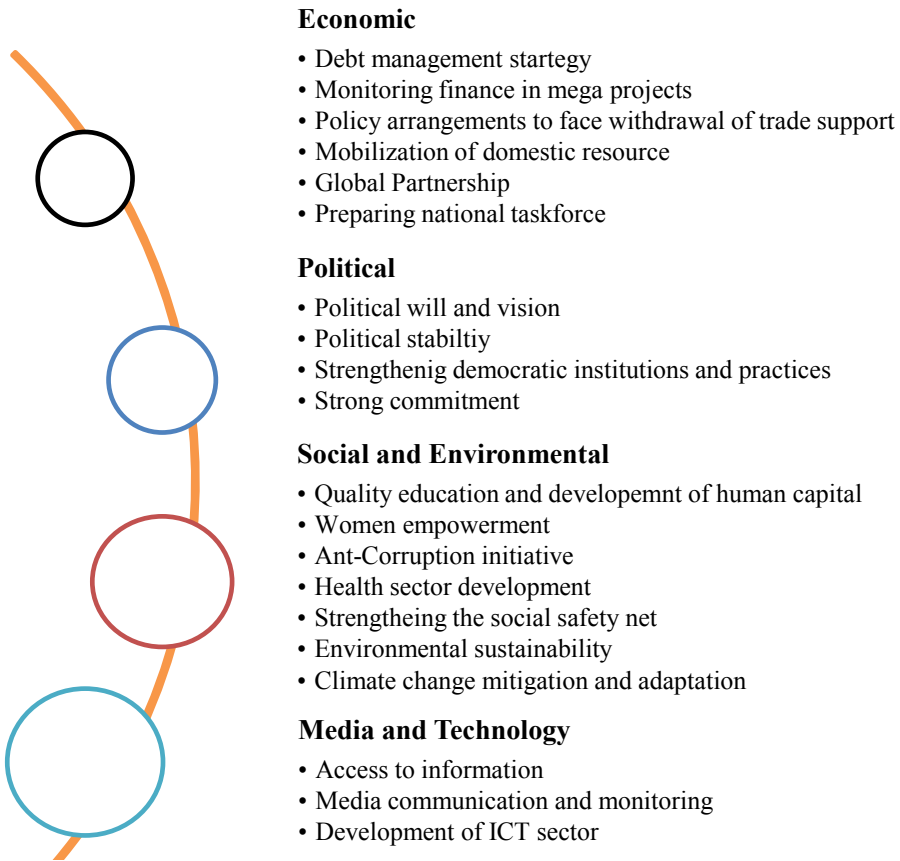 Economic
• Debt management startegy
• Monitoring finance in mega projects
• Policy arrangements to face withdrawal of trade support
• Mobilization of domestic resource
• Global Partnership
• Preparing national taskforce
Political
• Political will and vision
• Political stabiltiy
• Strengthenig democratic institutions and practices
• Strong commitment
Social and Environmental
• Quality education and developemnt of human capital
• Women empowerment
• Ant-Corruption initiative
• Health sector development
• Strengtheing the social safety net
• Environmental sustainability
• Climate change mitigation and adaptation
Media and Technology
• Access to information
• Media communication and monitoring
• Development of ICT sector